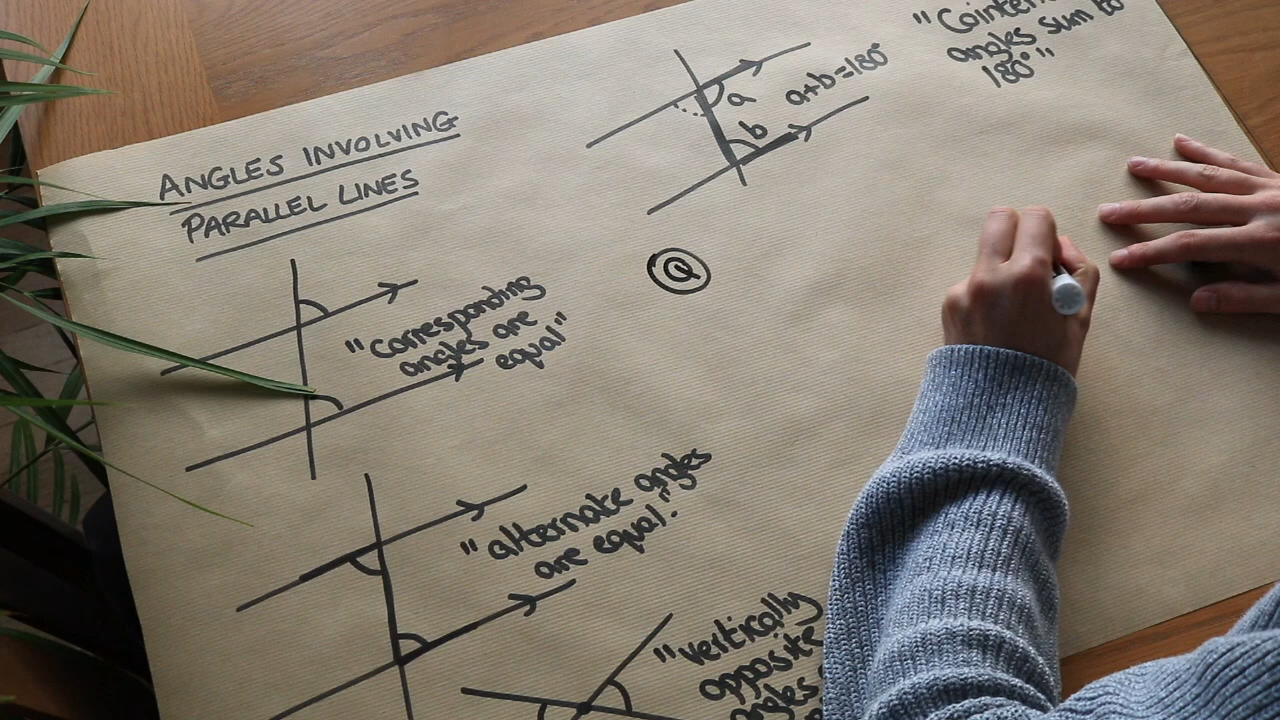 ANGLES INVOLVING
PARALLEL LINES
"corresponding
angles are
equal"
"alternate angles
are equal."
"vertically
opposite
angles
a
b
a+b=180°
angles sum to
180°"
Q